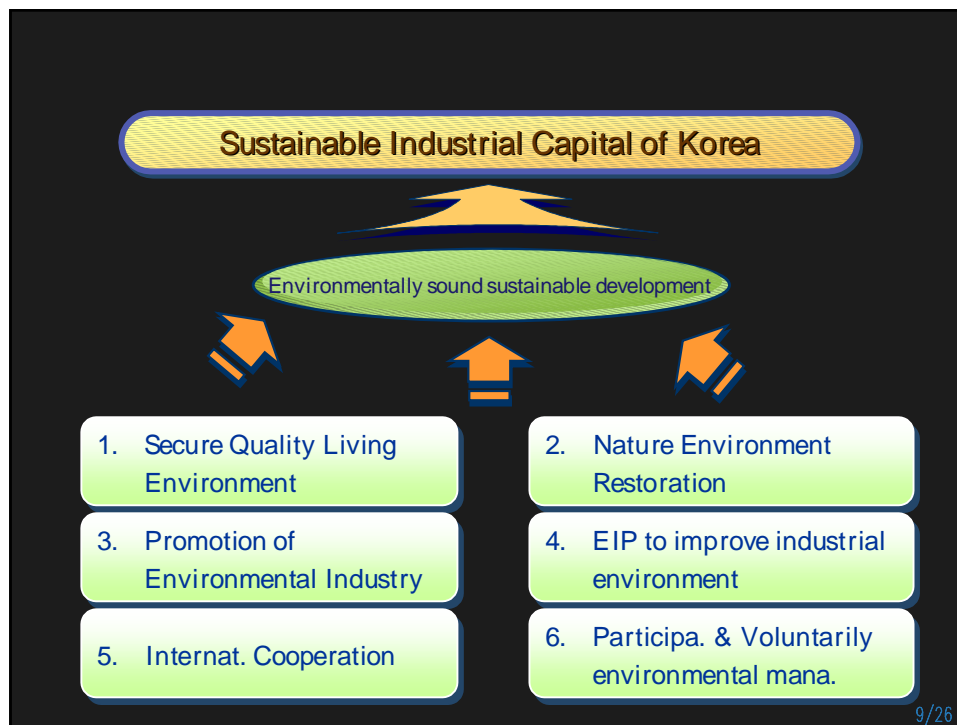 Sustainable Industrial Capital of Korea
Environmentally sound sustainable development
1. Secure Quality Living
Environment
2. Nature Environment
Restoration
3. Promotion of
Environmental Industry
4. EIP to improve industrial
environment
5. Internat. Cooperation
6. Participa. & Voluntarily
environmental mana.
9/26